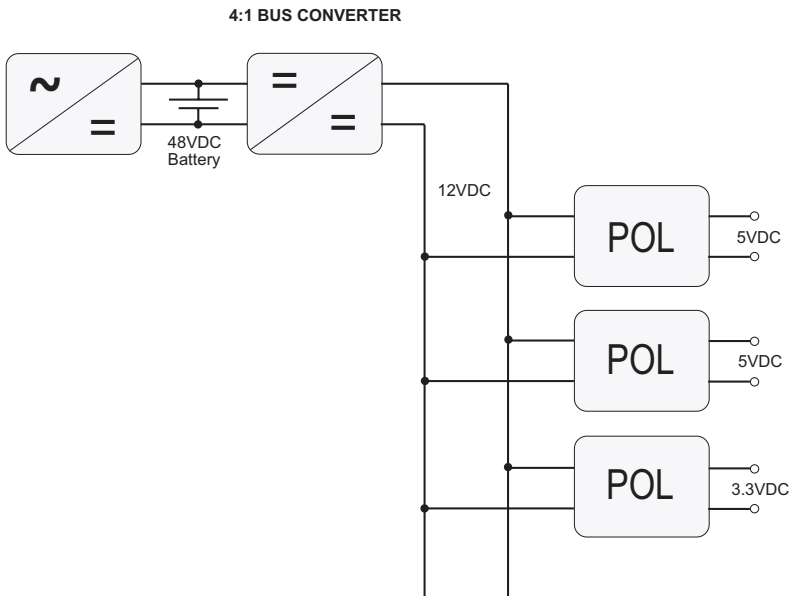 4:1 BUS CONVERTER
~
=
=
=
48VDC
Battery
12VDC
POL
5VDC
POL
5VDC
POL
3.3VDC